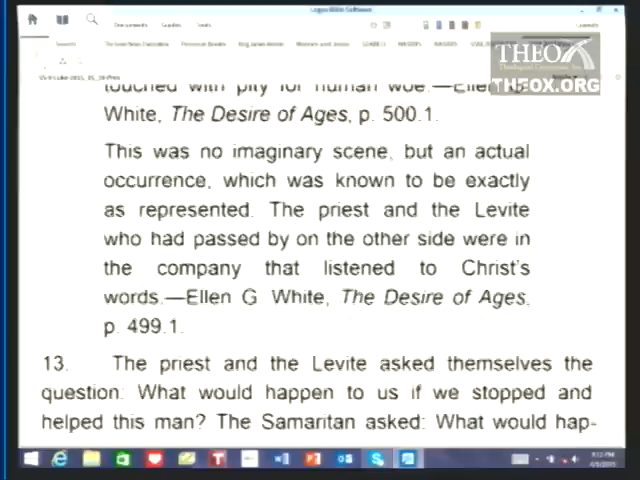 Logos Bible Software
Documents Guides Tools
THEOX
THEOX.ORG
touched with pity for human woe.—Ellen G.
White, The Desire of Ages, p. 500.1.
This was no imaginary scene, but an actual
occurrence, which was known to be exactly
as represented. The priest and the Levite
who had passed by on the other side were in
the company that listened to Christ's
words.—Ellen G White, The Desire of Ages,
p. 499.1.
13. The priest and the Levite asked themselves the
question: What would happen to us if we stopped and
helped this man? The Samaritan asked: What would hap-